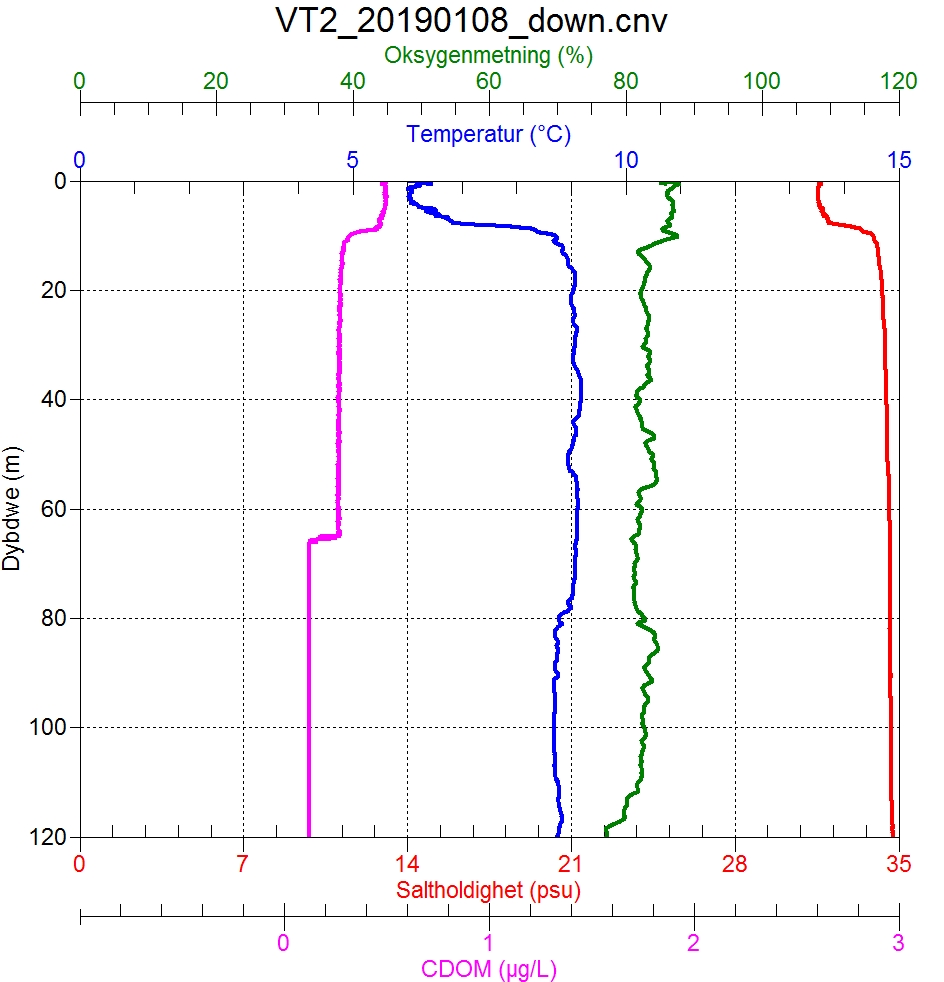 VT2_20190108_down.cnv
Oksygenmetning (%)
0 20 40 60 80 100 120
Temperatur (°C)
0 5 10 15
0
20
40
60
80
100
120
Dybdwe (m)
0 7 14 21 28 35
Saltholdighet (psu)
0 1 2 3
CDOM (µg/L)